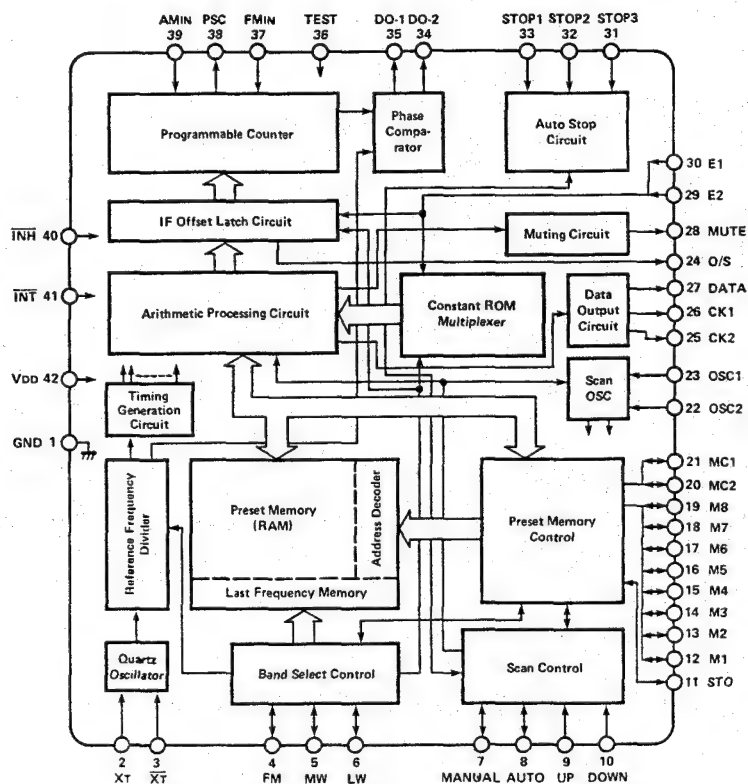 AMIN PSC FMIN TEST DO-1 DO-2 STOP1 STOP2 STOP3
39 38 37 36 35 34 33 32 31
Programmable Counter
Phase
Compa-
rator
Auto Stop
Circuit
30 E1
29 E2
IF Offset Latch Circuit
Muting Circuit
28 MUTE
INH 40
24 O/S
INT 41
Arithmetic Processing Circuit
Constant ROM
Multiplexer
Data
Output
Circuit
27 DATA
26 CK1
25 CK2
VDD 42
Timing
Generation
Circuit
Scan
OSC
23 OSC1
22 OSC2
GND 1
Reference Frequency
Divider
Preset Memory
(RAM)
Address Decoder
Last Frequency Memory
Preset Memory
Control
21 MC1
20 MC2
19 M8
18 M7
17 M6
16 M5
15 M4
14 M3
13 M2
12 M1
11 STO
Quartz
Oscillator
Band Select Control
Scan Control
2 3 4 5 6 7 8 9 10
XT XT FM MW LW MANUAL AUTO UP DOWN